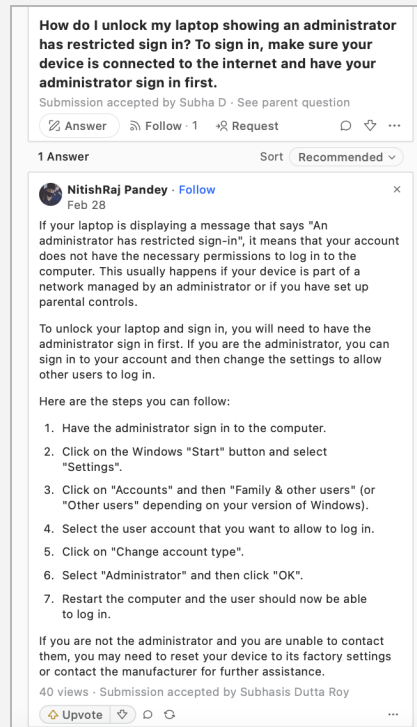 How do I unlock my laptop showing an administrator
has restricted sign in? To sign in, make sure your
device is connected to the internet and have your
administrator sign in first.
Submission accepted by Subha D · See parent question
Answer Follow · 1 Request
1 Answer Sort Recommended
NitishRaj Pandey · Follow
Feb 28
If your laptop is displaying a message that says "An
administrator has restricted sign-in", it means that your account
does not have the necessary permissions to log in to the
computer. This usually happens if your device is part of a
network managed by an administrator or if you have set up
parental controls.
To unlock your laptop and sign in, you will need to have the
administrator sign in first. If you are the administrator, you can
sign in to your account and then change the settings to allow
other users to log in.
Here are the steps you can follow:
1. Have the administrator sign in to the computer.
2. Click on the Windows "Start" button and select
"Settings".
3. Click on "Accounts" and then "Family & other users" (or
"Other users" depending on your version of Windows).
4. Select the user account that you want to allow to log in.
5. Click on "Change account type".
6. Select "Administrator" and then click "OK".
7. Restart the computer and the user should now be able
to log in.
If you are not the administrator and you are unable to contact
them, you may need to reset your device to its factory settings
or contact the manufacturer for further assistance.
40 views · Submission accepted by Subhasis Dutta Roy
Upvote